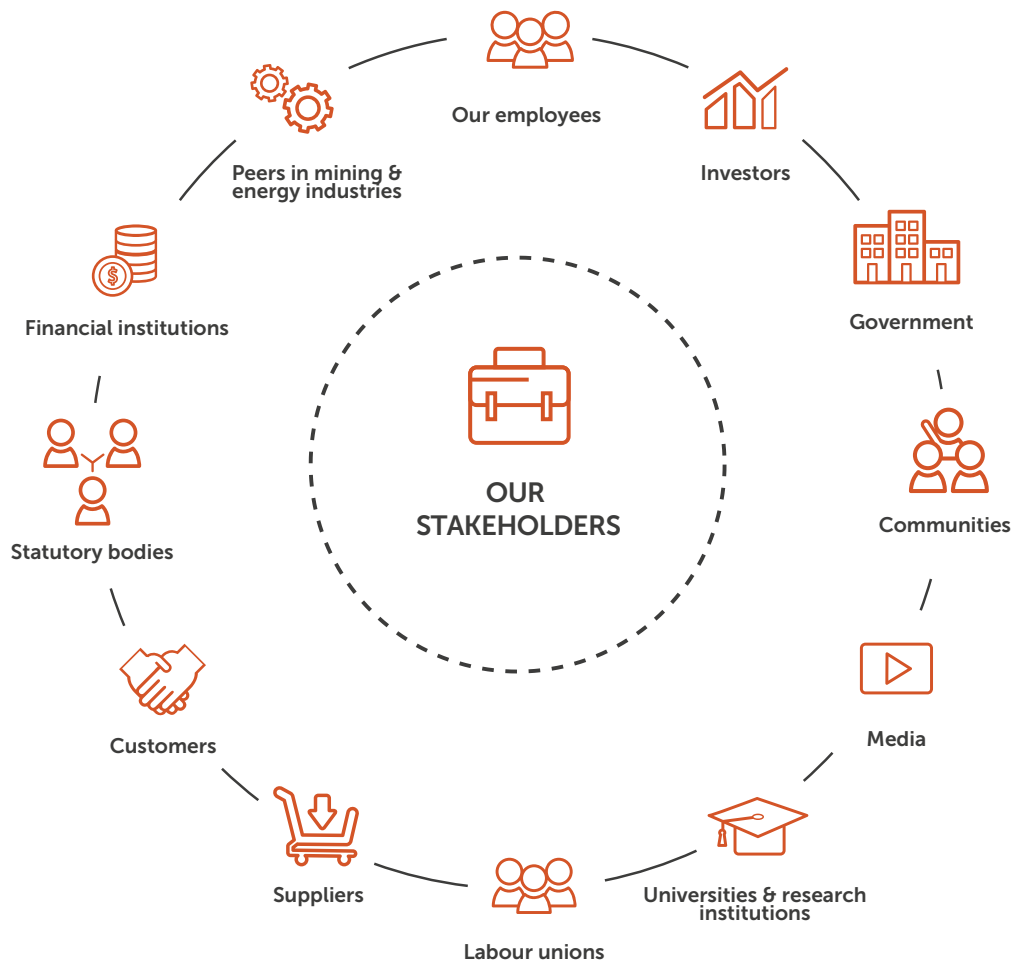 Our employees
Investors
Government
Communities
Media
Universities & research
institutions
Labour unions
Suppliers
Customers
Statutory bodies
Financial institutions
Peers in mining &
energy industries
OUR
STAKEHOLDERS
$